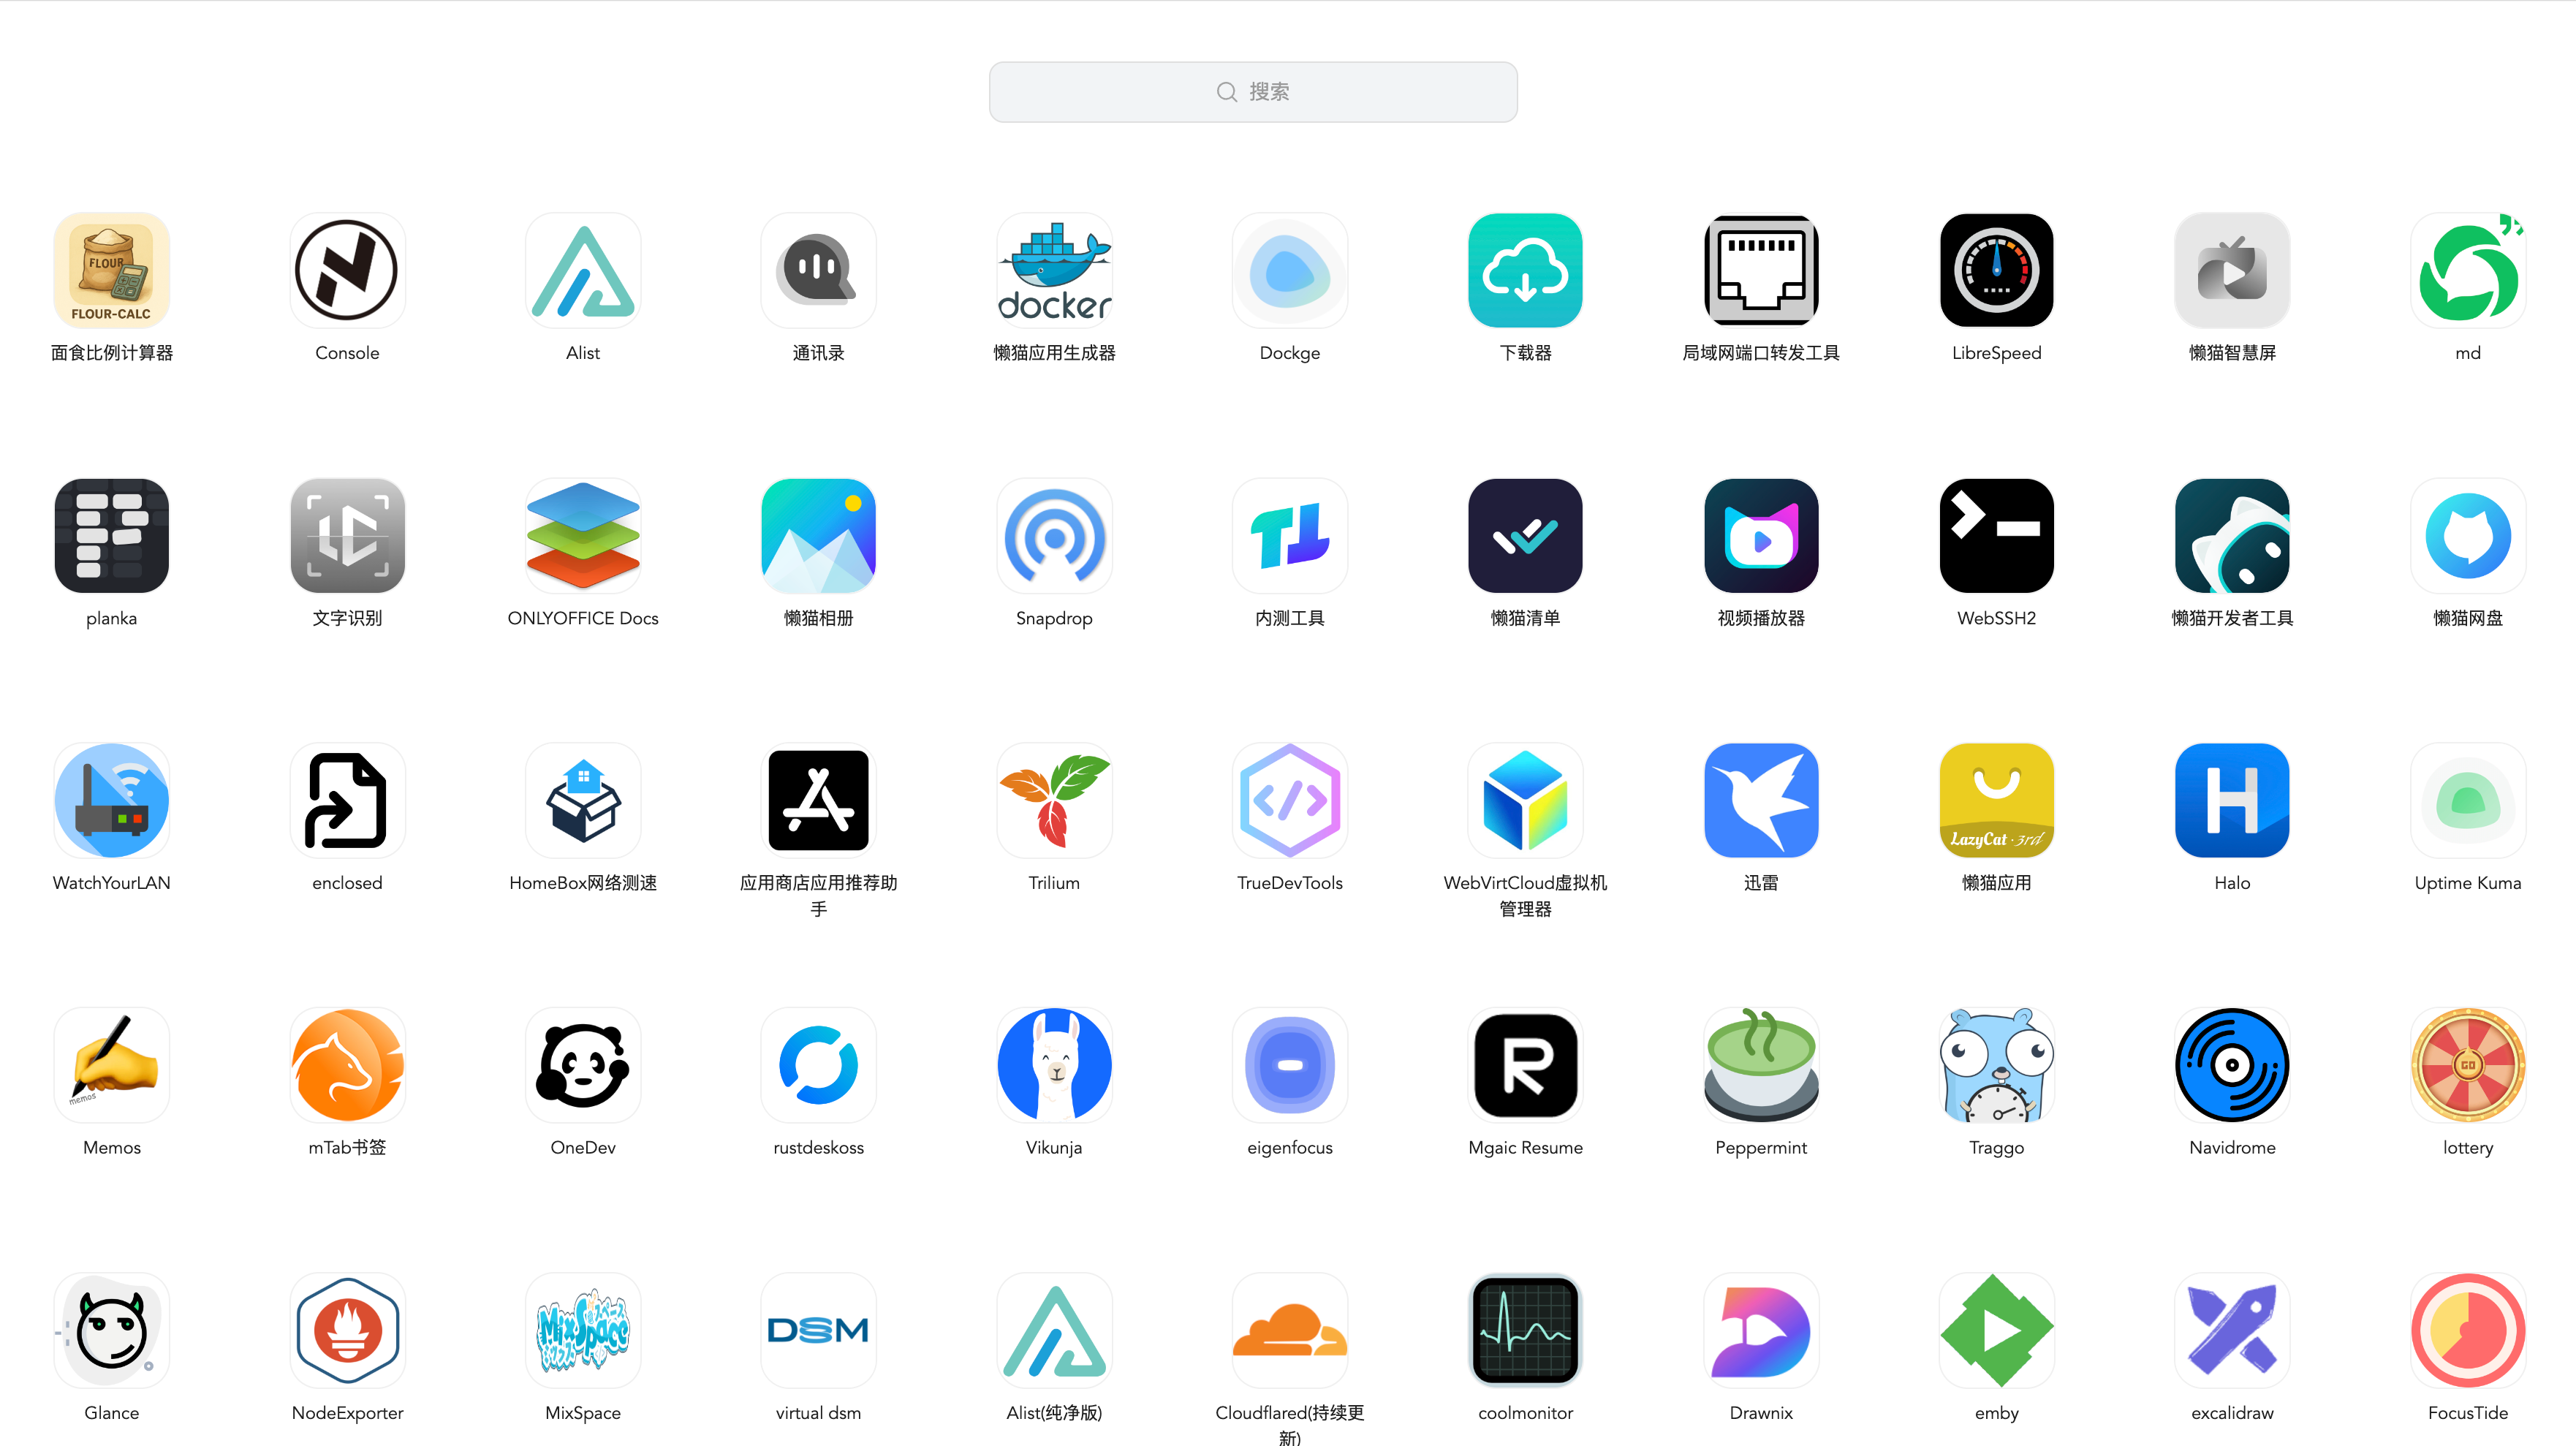 搜索
FLOUR
FLOUR-CALC
docker
面食比例计算器
Console
Alist
通讯录
懒猫应用生成器
Dockge
下载器
局域网端口转发工具
LibreSpeed
懒猫智慧屏
md
planka
文字识别
ONLYOFFICE Docs
懒猫相册
Snapdrop
内测工具
懒猫清单
视频播放器
WebSSH2
懒猫开发者工具
懒猫网盘
LazyCat·3rd
WatchYourLAN
enclosed
HomeBox网络测速
应用商店应用推荐助
手
Trilium
TrueDevTools
WebVirtCloud虚拟机
管理器
迅雷
懒猫应用
Halo
Uptime Kuma
memos
R
GO
Memos
mTab书签
OneDev
rustdeskoss
Vikunja
eigenfocus
Mgaic Resume
Peppermint
Traggo
Navidrome
lottery
MixSpace
DSM
Glance
NodeExporter
MixSpace
virtual dsm
Alist(纯净版)
Cloudflared(持续更
新)
coolmonitor
Drawnix
emby
excalidraw
FocusTide